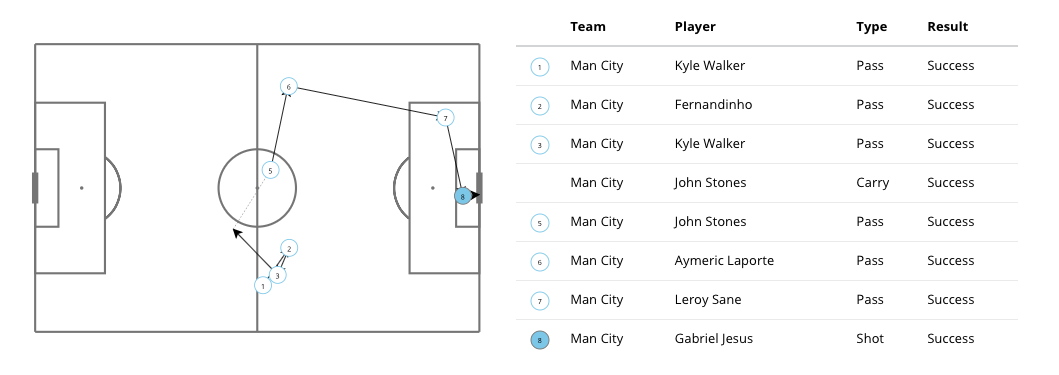 Team Player Type Result
1 Man City Kyle Walker Pass Success
2 Man City Fernandinho Pass Success
3 Man City Kyle Walker Pass Success
Man City John Stones Carry Success
5 Man City John Stones Pass Success
6 Man City Aymeric Laporte Pass Success
7 Man City Leroy Sane Pass Success
8 Man City Gabriel Jesus Shot Success
6
7
5
8
2
3
1